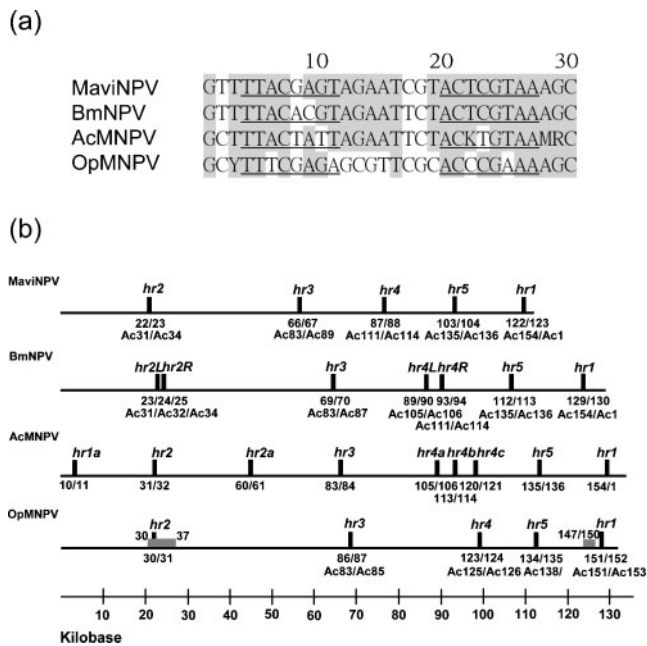 (a)
10 20 30
MaviNPV GTTTTTACGAGTAGAATCGTACTCGTAAAGC
BmNPV GTTTTACACGTAGAATTCTACTCGTAAAGC
AcMNPV GCTTTACTATTAGAATTCTACKTGTAAMRC
OpMNPV GCYTTTCGAGAGCGTTCGCACCCGAAAAGC
(b)
MaviNPV
hr2 hr3 hr4 hr5 hr1
22/23 66/67 87/88 103/104 122/123
Ac31/Ac34 Ac83/Ac89 Ac111/Ac114 Ac135/Ac136 Ac154/Ac1
BmNPV
hr2L hr2R hr3 hr4L hr4R hr5 hr1
23/24/25 69/70 89/90 93/94 112/113 129/130
Ac31/Ac32/Ac34 Ac83/Ac87 Ac105/Ac106 Ac135/Ac136 Ac154/Ac1
Ac111/Ac114
AcMNPV
hr1a hr2 hr2a hr3 hr4a hr4b hr4c hr5 hr1
10/11 31/32 60/61 83/84 105/106 120/121 135/136 154/1
113/114
OpMNPV
30 hr2 37 hr3 hr4 hr5 147/150 hr1
30/31 86/87 123/124 134/135 151/152
Ac83/Ac85 Ac125/Ac126 Ac138/ Ac151/Ac153
10 20 30 40 50 60 70 80 90 100 110 120 130
Kilobase